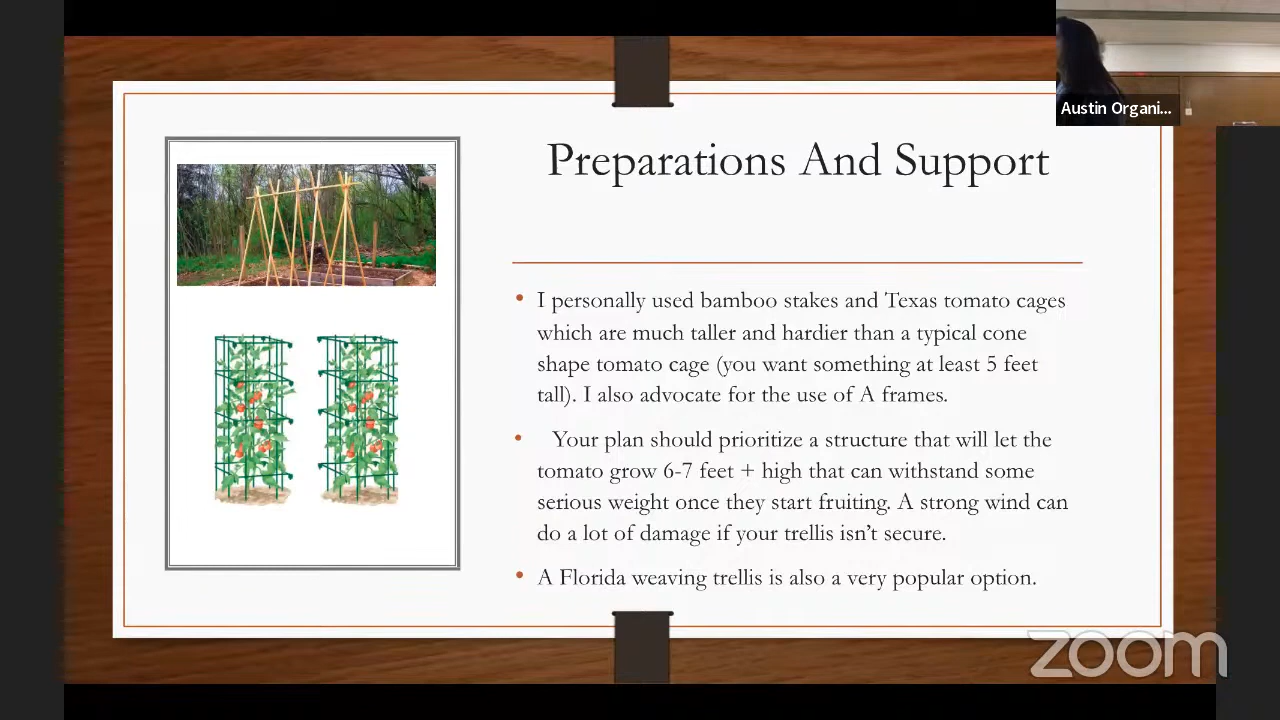 Austin Organi...
Preparations And Support
• I personally used bamboo stakes and Texas tomato cages
which are much taller and hardier than a typical cone
shape tomato cage (you want something at least 5 feet
tall). I also advocate for the use of A frames.
• Your plan should prioritize a structure that will let the
tomato grow 6-7 feet + high that can withstand some
serious weight once they start fruiting. A strong wind can
do a lot of damage if your trellis isn’t secure.
• A Florida weaving trellis is also a very popular option.
zoom